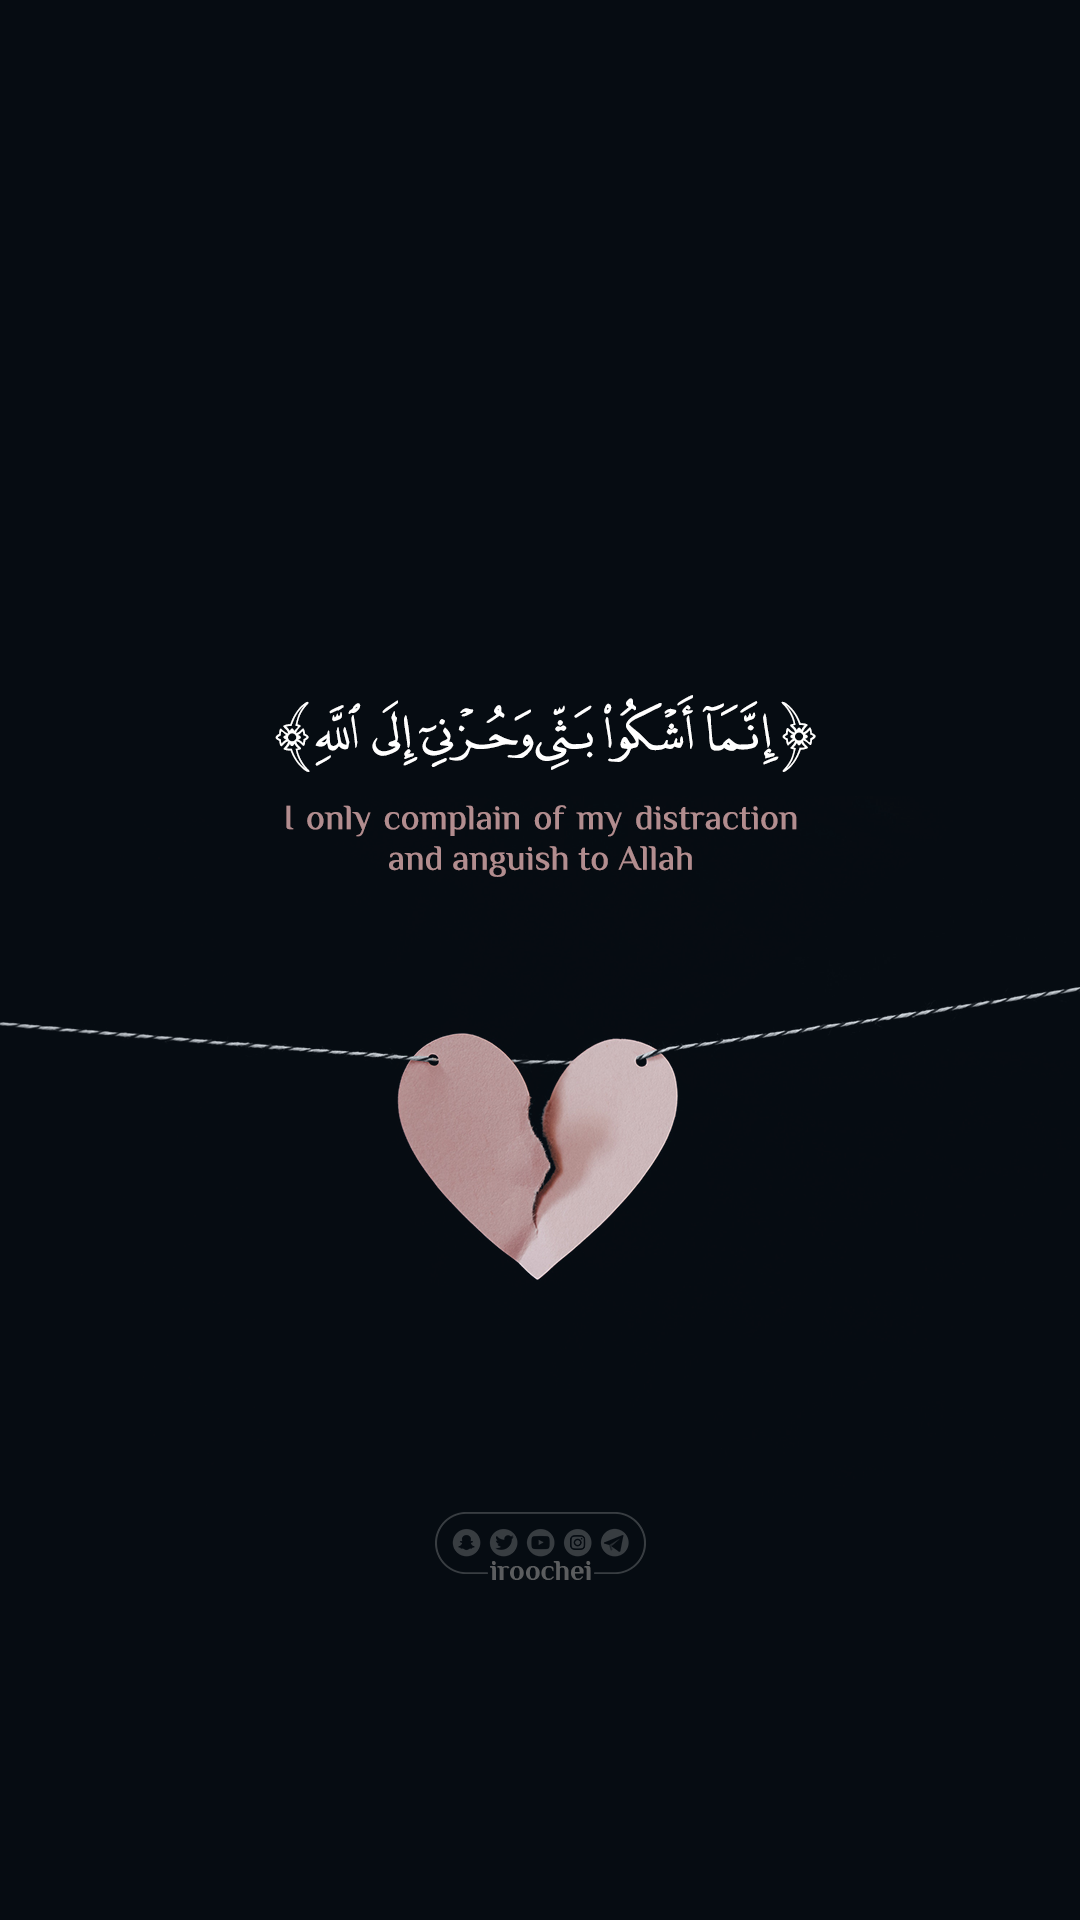 ﴿إِنَّمَآ أَشْكُوا۟ بَثِّى وَحُزْنِىٓ إِلَى ٱللَّهِ﴾
I only complain of my distraction
and anguish to Allah
iroochei